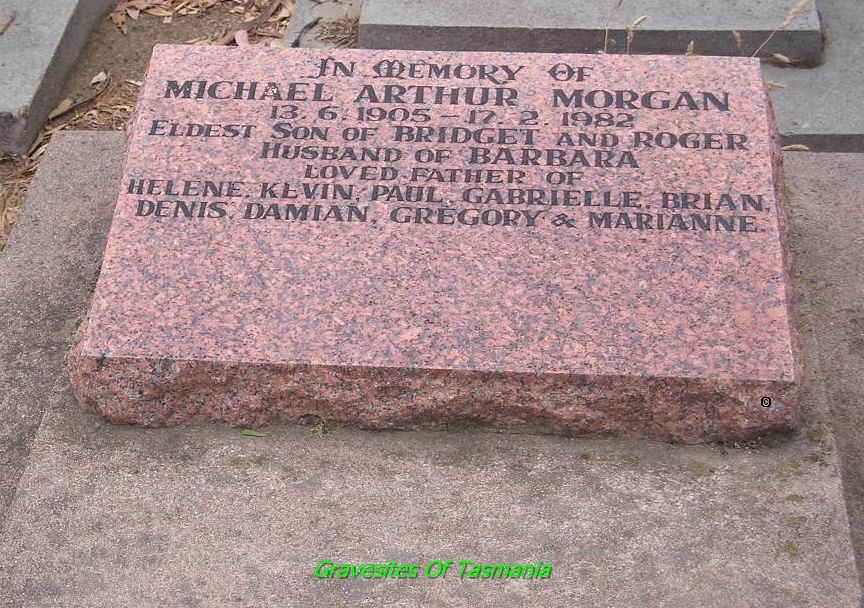 IN MEMORY OF
MICHAEL ARTHUR MORGAN
13.6.1905 - 17.2.1982
ELDEST SON OF BRIDGET AND ROGER
HUSBAND OF BARBARA
LOVED FATHER OF
HELENE, KEVIN, PAUL, GABRIELLE, BRIAN,
DENIS, DAMIAN, GREGORY & MARIANNE.
©
Gravesites Of Tasmania